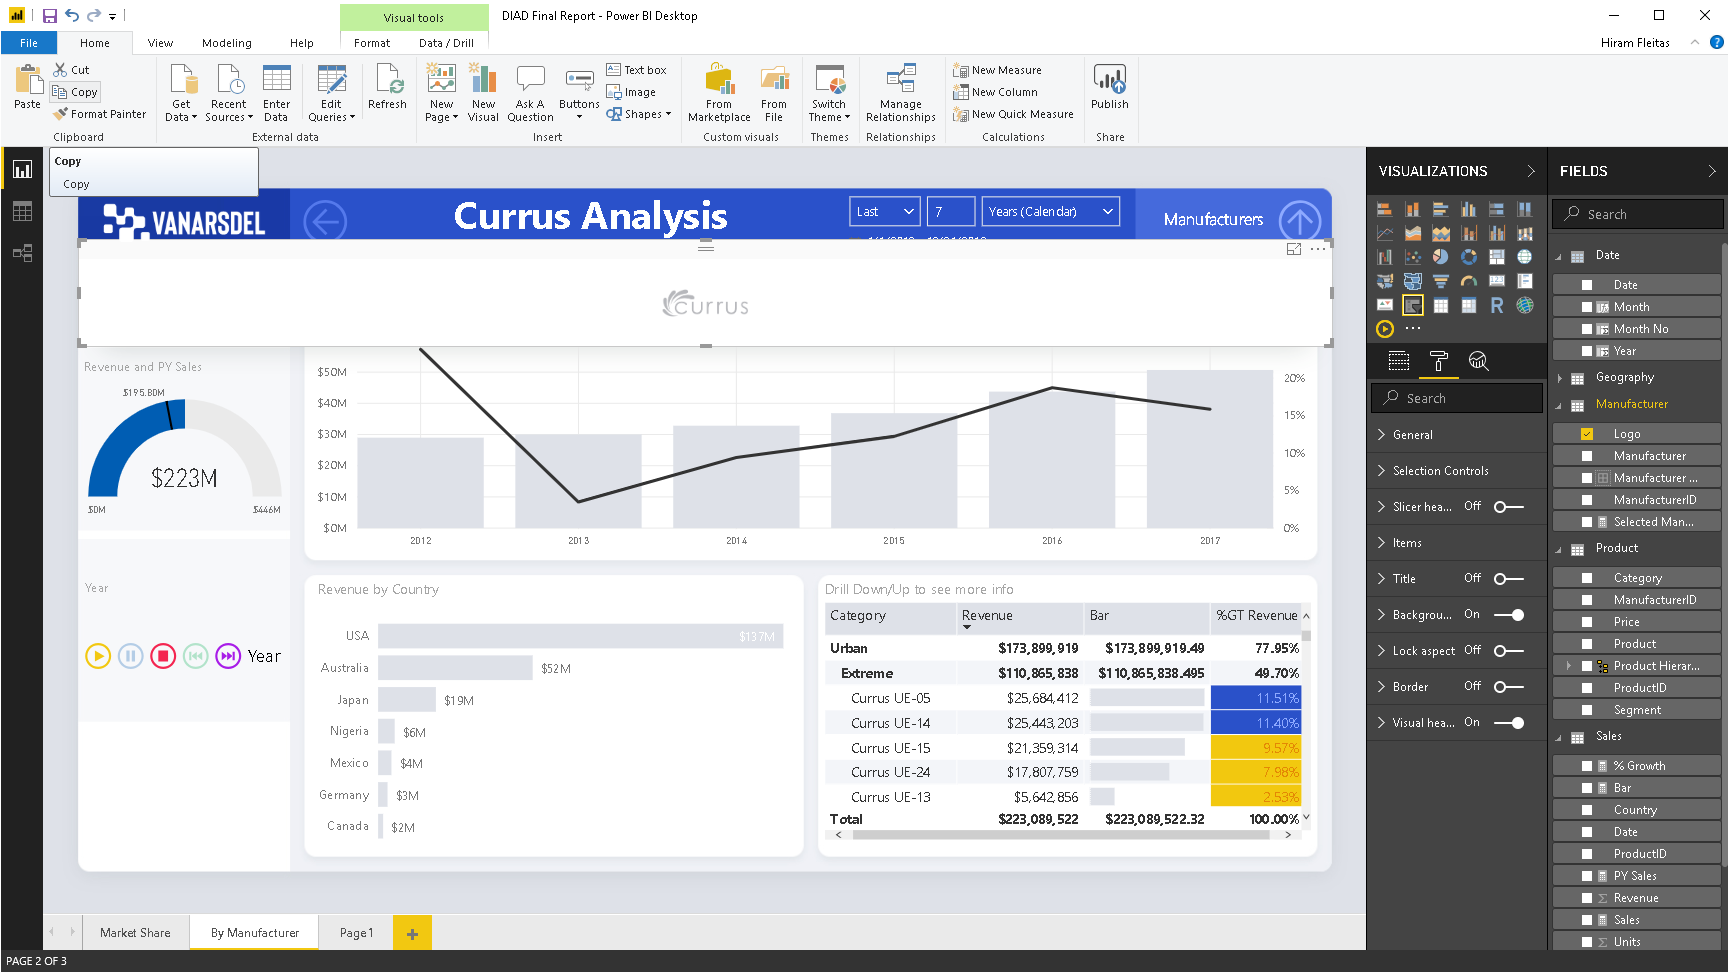 Visual tools
DIAD Final Report - Power BI Desktop
File
Home
View
Modeling
Help
Format
Data / Drill
Hiram Fleitas
Paste
Cut
Copy
Format Painter
Clipboard
Get Data
Recent Sources
Enter Data
Edit Queries
External data
Refresh
New Page
New Visual
Ask A Question
Buttons
Text box
Image
Shapes
Insert
From Marketplace
From File
Custom visuals
Switch Theme
Themes
Manage Relationships
Relationships
New Measure
New Column
New Quick Measure
Calculations
Publish
Share
Copy
Copy
VANARSDEL
Currus Analysis
Last
7
Years (Calendar)
Manufacturers
currus
Revenue and PY Sales
$195.80M
$223M
$0M
$446M
$50M
$40M
$30M
$20M
$10M
$0M
20%
15%
10%
5%
0%
2012 2013 2014 2015 2016 2017
Year
Year
Revenue by Country
USA $137M
Australia $52M
Japan $19M
Nigeria $6M
Mexico $4M
Germany $3M
Canada $2M
Drill Down/Up to see more info
Category Revenue Bar %GT Revenue
Urban $173,899,919 $173,899,919.49 77.95%
Extreme $110,865,838 $110,865,838.495 49.70%
Currus UE-05 $25,684,412 11.51%
Currus UE-14 $25,443,203 11.40%
Currus UE-15 $21,359,314 9.57%
Currus UE-24 $17,807,759 7.98%
Currus UE-13 $5,642,856 2.53%
Total $223,089,522 $223,089,522.32 100.00%
Market Share
By Manufacturer
Page 1
PAGE 2 OF 3
VISUALIZATIONS
R
Search
General
Selection Controls
Slicer hea... Off
Items
Title Off
Backgrou... On
Lock aspect Off
Border Off
Visual hea... On
FIELDS
Search
Date
Date
Month
Month No
Year
Geography
Manufacturer
Logo
Manufacturer
Manufacturer ...
ManufacturerID
Selected Man...
Product
Category
ManufacturerID
Price
Product
Product Hierar...
ProductID
Segment
Sales
% Growth
Bar
Country
Date
ProductID
PY Sales
Revenue
Sales
Units